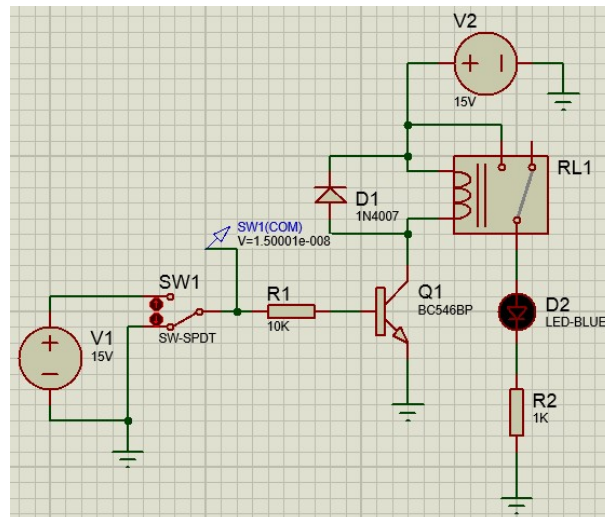 V2
15V
RL1
D1
1N4007
SW1(COM)
V=1.50001e-008
SW1
SW-SPDT
R1
10K
Q1
BC546BP
V1
15V
D2
LED-BLUE
R2
1K